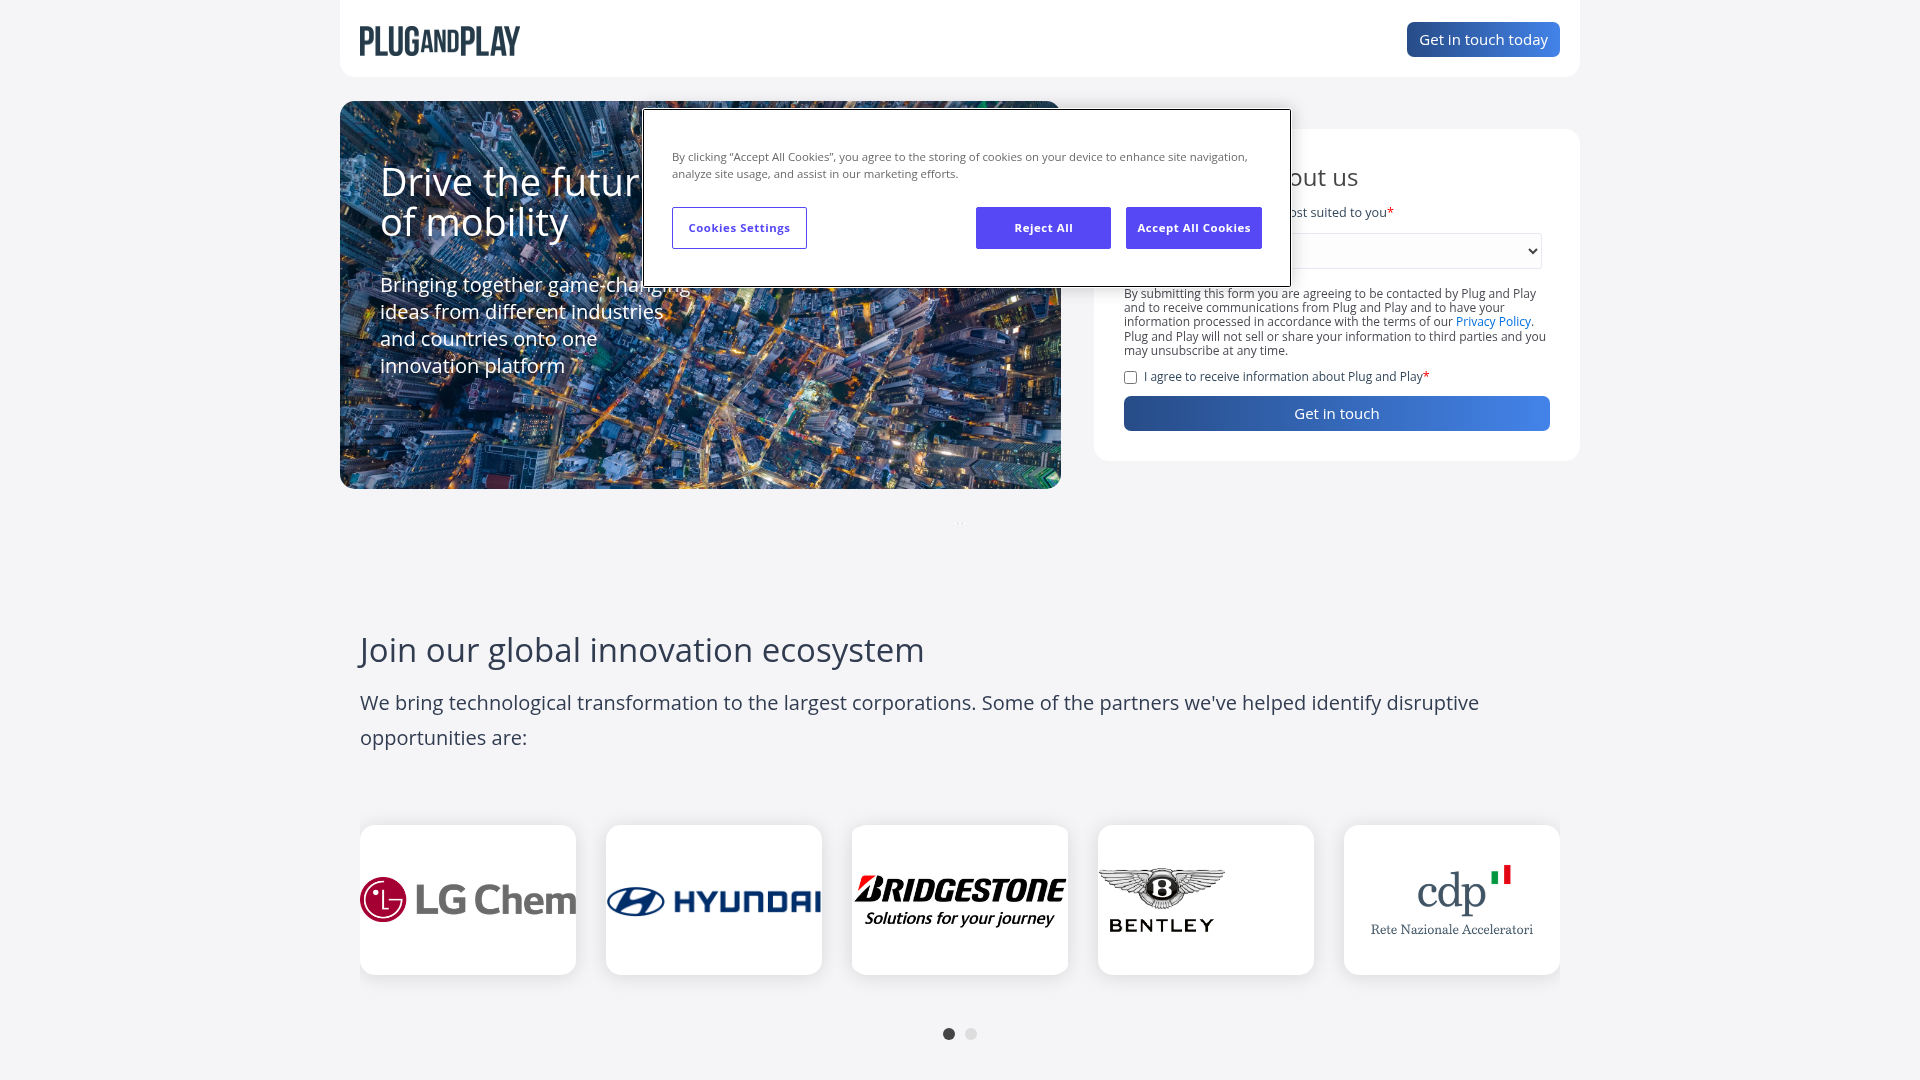 PLUGANDPLAY
Get in touch today
Drive the futur
of mobility
Bringing together game-changing
ideas from different industries
and countries onto one
innovation platform
By clicking “Accept All Cookies”, you agree to the storing of cookies on your device to enhance site navigation,
analyze site usage, and assist in our marketing efforts.
Cookies Settings
Reject All
Accept All Cookies
out us
ost suited to you*
By submitting this form you are agreeing to be contacted by Plug and Play
and to receive communications from Plug and Play and to have your
information processed in accordance with the terms of our Privacy Policy.
Plug and Play will not sell or share your information to third parties and you
may unsubscribe at any time.
I agree to receive information about Plug and Play*
Get in touch
Join our global innovation ecosystem
We bring technological transformation to the largest corporations. Some of the partners we've helped identify disruptive
opportunities are:
LG Chem
HYUNDAI
BRIDGESTONE
Solutions for your journey
B
BENTLEY
cdp
Rete Nazionale Acceleratori